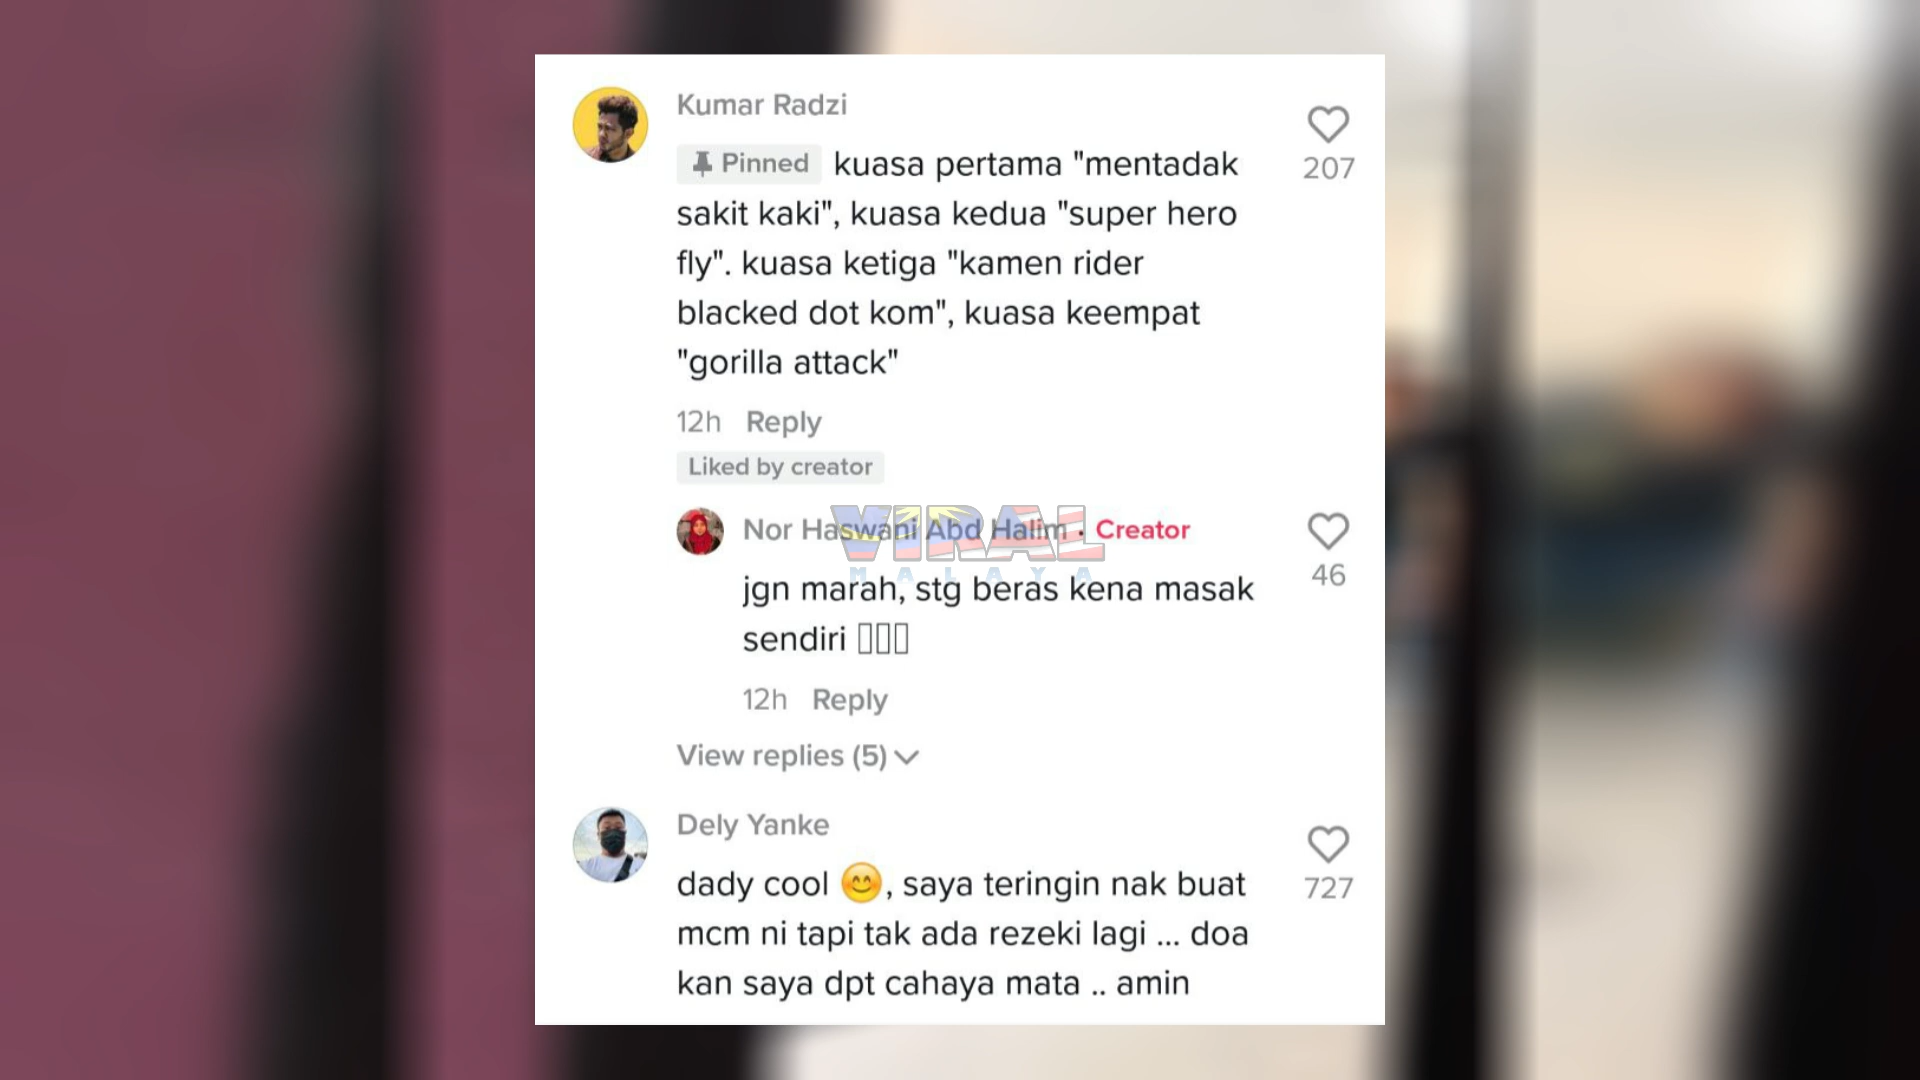 Kumar Radzi
Pinned kuasa pertama "mentadak
sakit kaki", kuasa kedua "super hero
fly". kuasa ketiga "kamen rider
blacked dot kom", kuasa keempat
"gorilla attack"
207
12h Reply
Liked by creator
Nor Haswani Abd Halim · Creator
VIRAL
MALAYA
jgn marah, stg beras kena masak
sendiri
46
12h Reply
View replies (5)
Dely Yanke
dady cool 😊, saya teringin nak buat
mcm ni tapi tak ada rezeki lagi ... doa
kan saya dpt cahaya mata .. amin
727